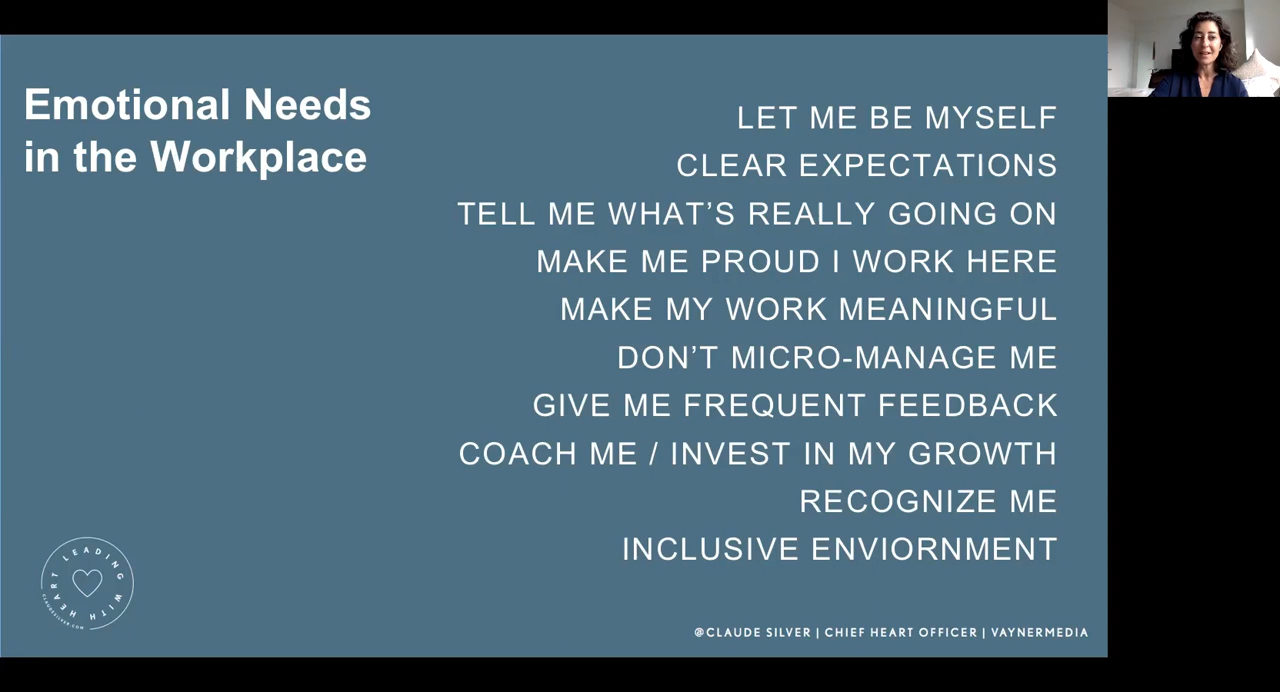 Emotional Needs
in the Workplace
LET ME BE MYSELF
CLEAR EXPECTATIONS
TELL ME WHAT’S REALLY GOING ON
MAKE ME PROUD I WORK HERE
MAKE MY WORK MEANINGFUL
DON’T MICRO-MANAGE ME
GIVE ME FREQUENT FEEDBACK
COACH ME / INVEST IN MY GROWTH
RECOGNIZE ME
INCLUSIVE ENVIORNMENT
LEADING WITH HEART
CLAUDESILVER.COM
@CLAUDE SILVER | CHIEF HEART OFFICER | VAYNERMEDIA